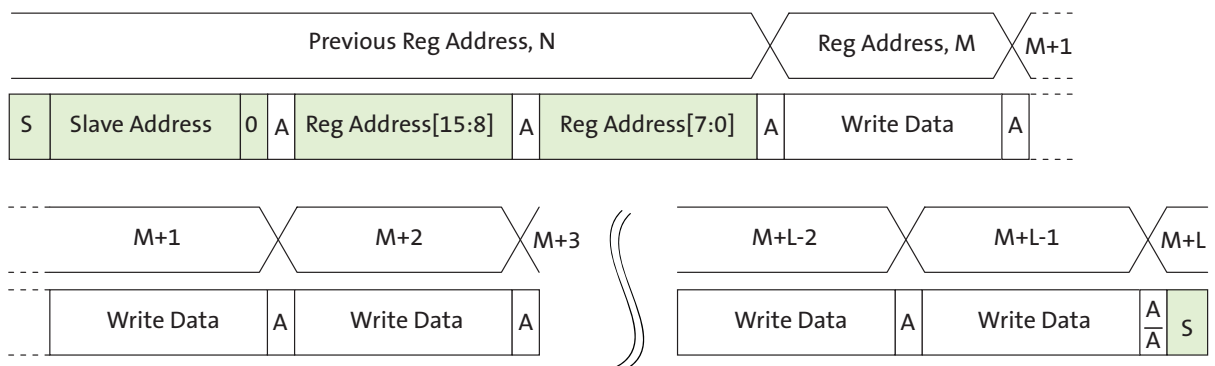 Previous Reg Address, N Reg Address, M M+1
S Slave Address 0 A Reg Address[15:8] A Reg Address[7:0] A Write Data A
M+1 M+2 M+3 M+L-2 M+L-1 M+L
Write Data A Write Data A Write Data A Write Data A/A̅ S